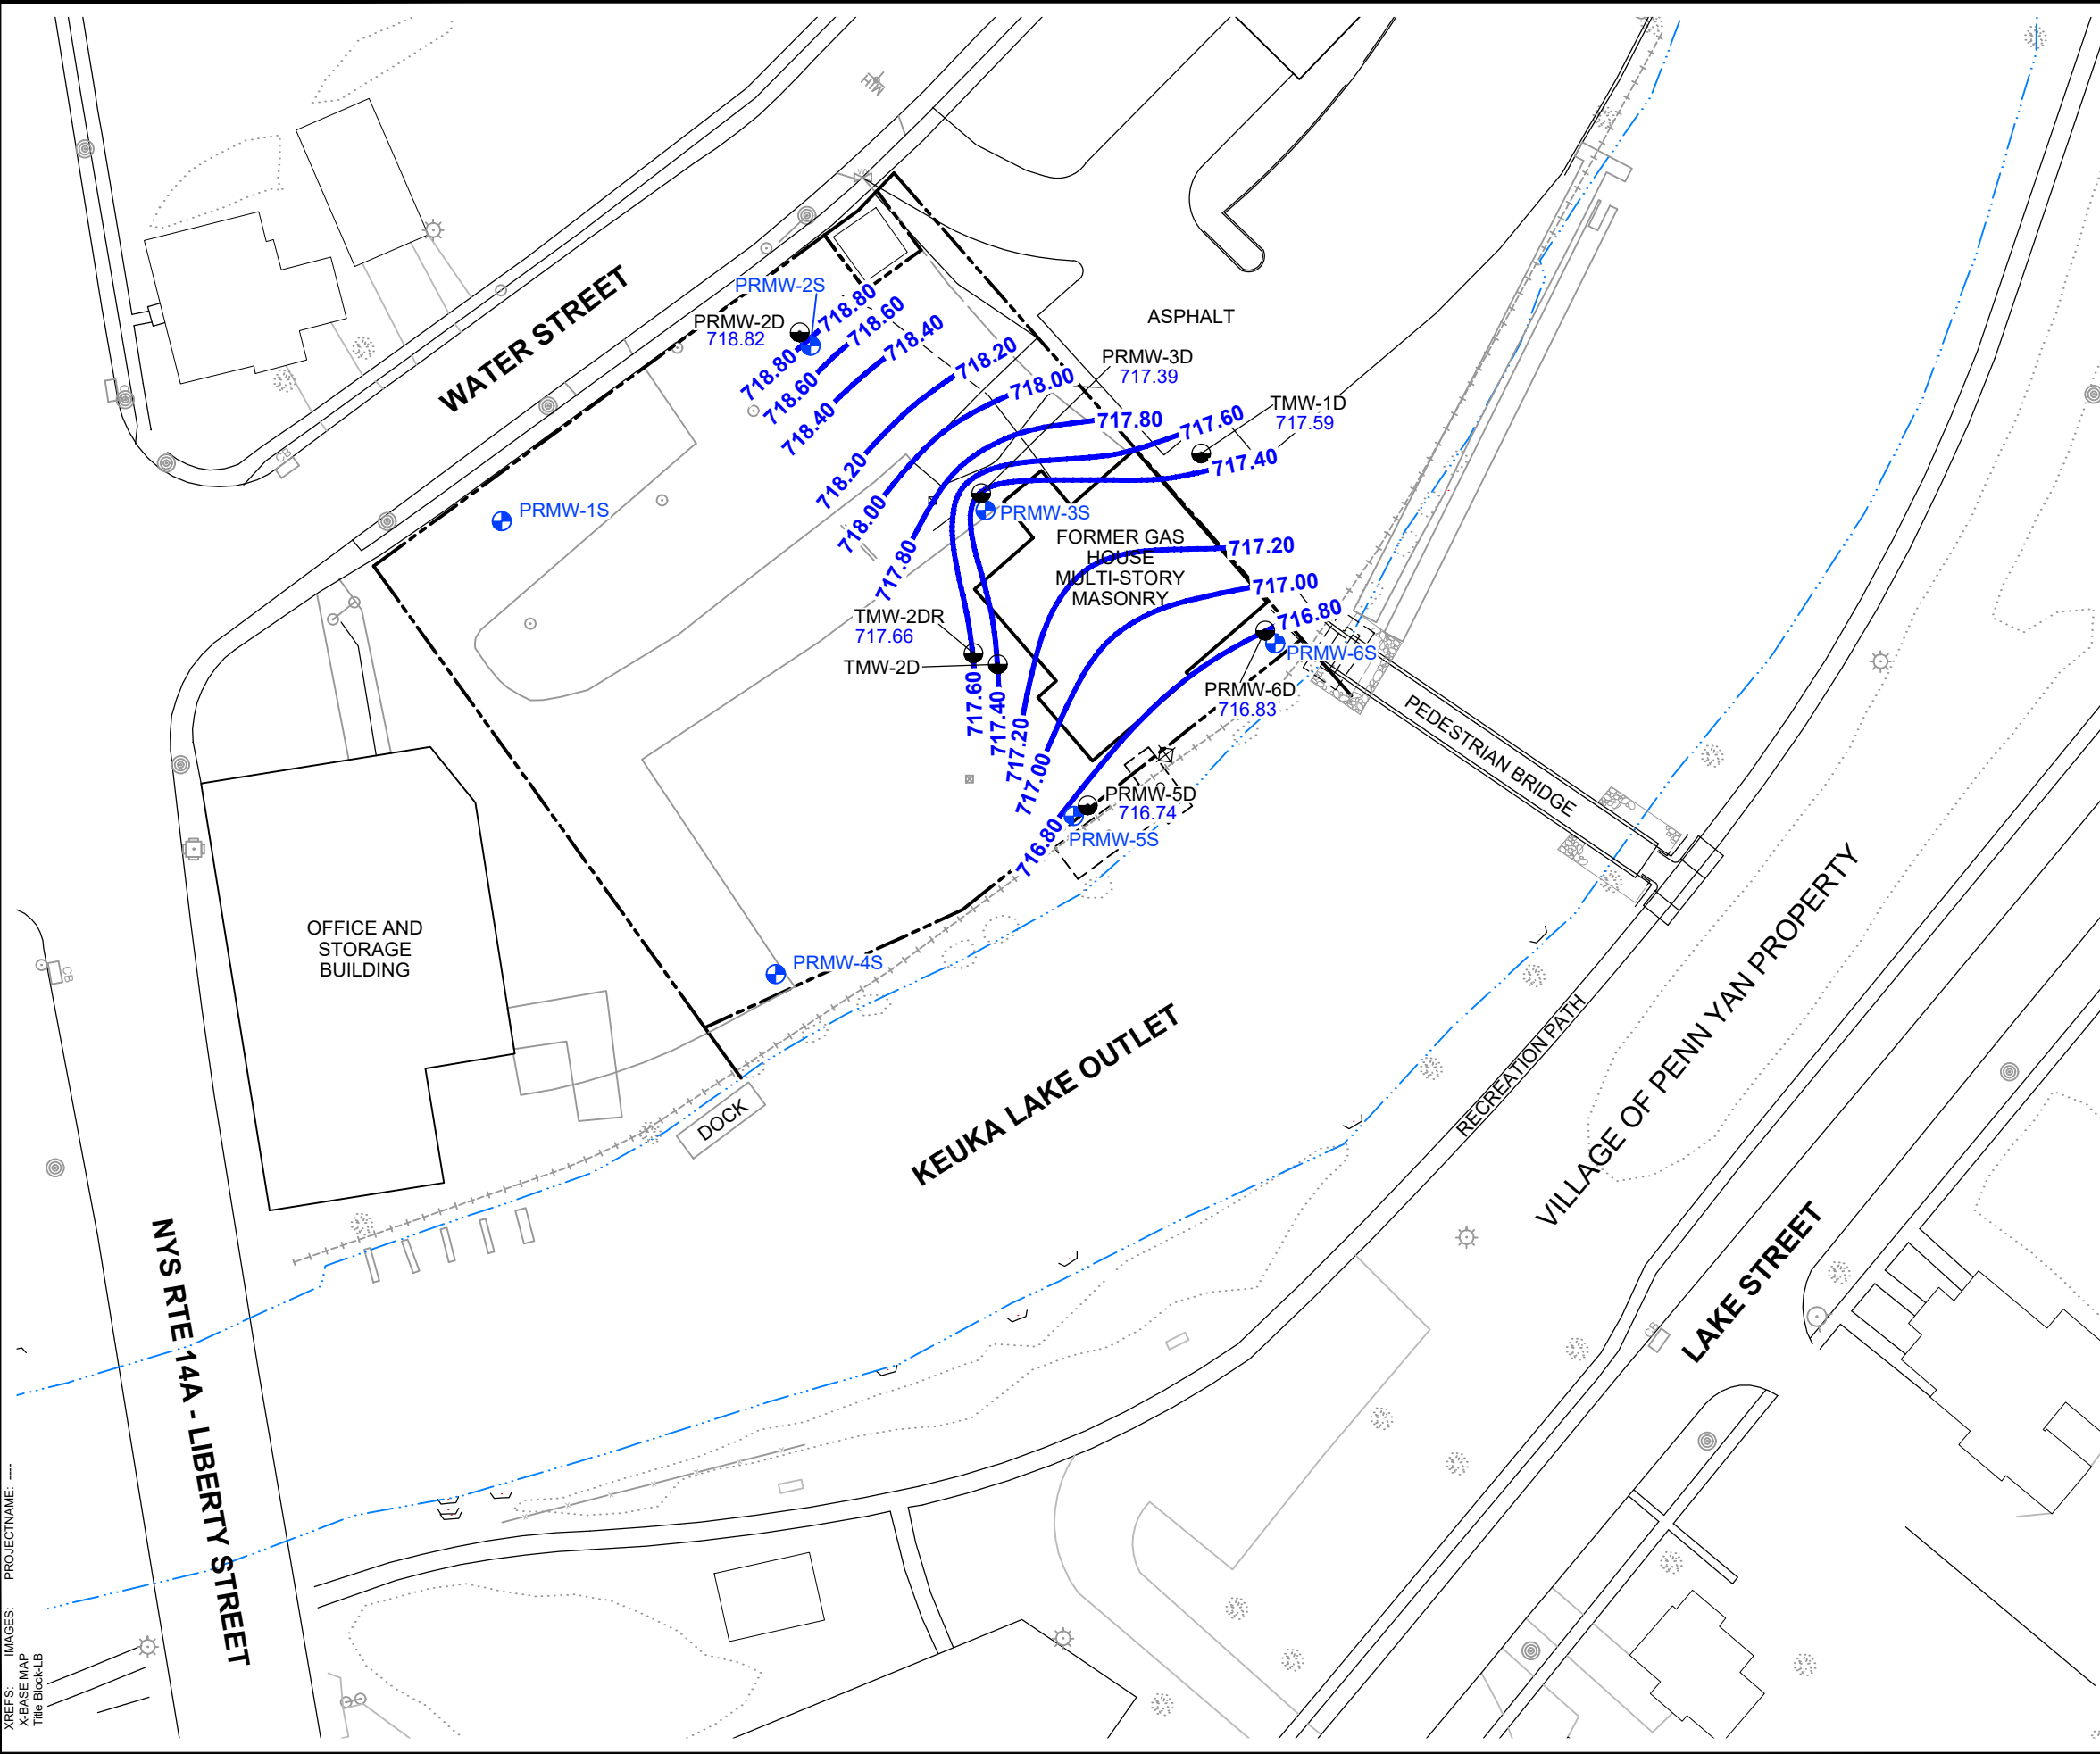 MH
W
WATER STREET
PRMW-2S
PRMW-2D
718.82
718.80
718.60
718.40
718.20
718.00
717.80
717.60
717.40
718.80
718.60
718.40
718.20
718.00
717.80
ASPHALT
PRMW-3D
717.39
TMW-1D
717.59
CB
CB
PRMW-1S
PRMW-3S
FORMER GAS
HOUSE
MULTI-STORY
MASONRY
717.20
717.00
716.80
TMW-2DR
717.66
TMW-2D
717.60
717.40
717.20
717.00
716.80
PRMW-6S
PRMW-6D
716.83
PRMW-5D
716.74
PRMW-5S
PEDESTRIAN BRIDGE
OFFICE AND
STORAGE
BUILDING
CB
PRMW-4S
DOCK
KEUKA LAKE OUTLET
RECREATION PATH
VILLAGE OF PENN YAN PROPERTY
LAKE STREET
CB
NYS RTE 14A - LIBERTY STREET
XREFS: IMAGES: PROJECTNAME: ----
X-BASE MAP
Title Block-LB